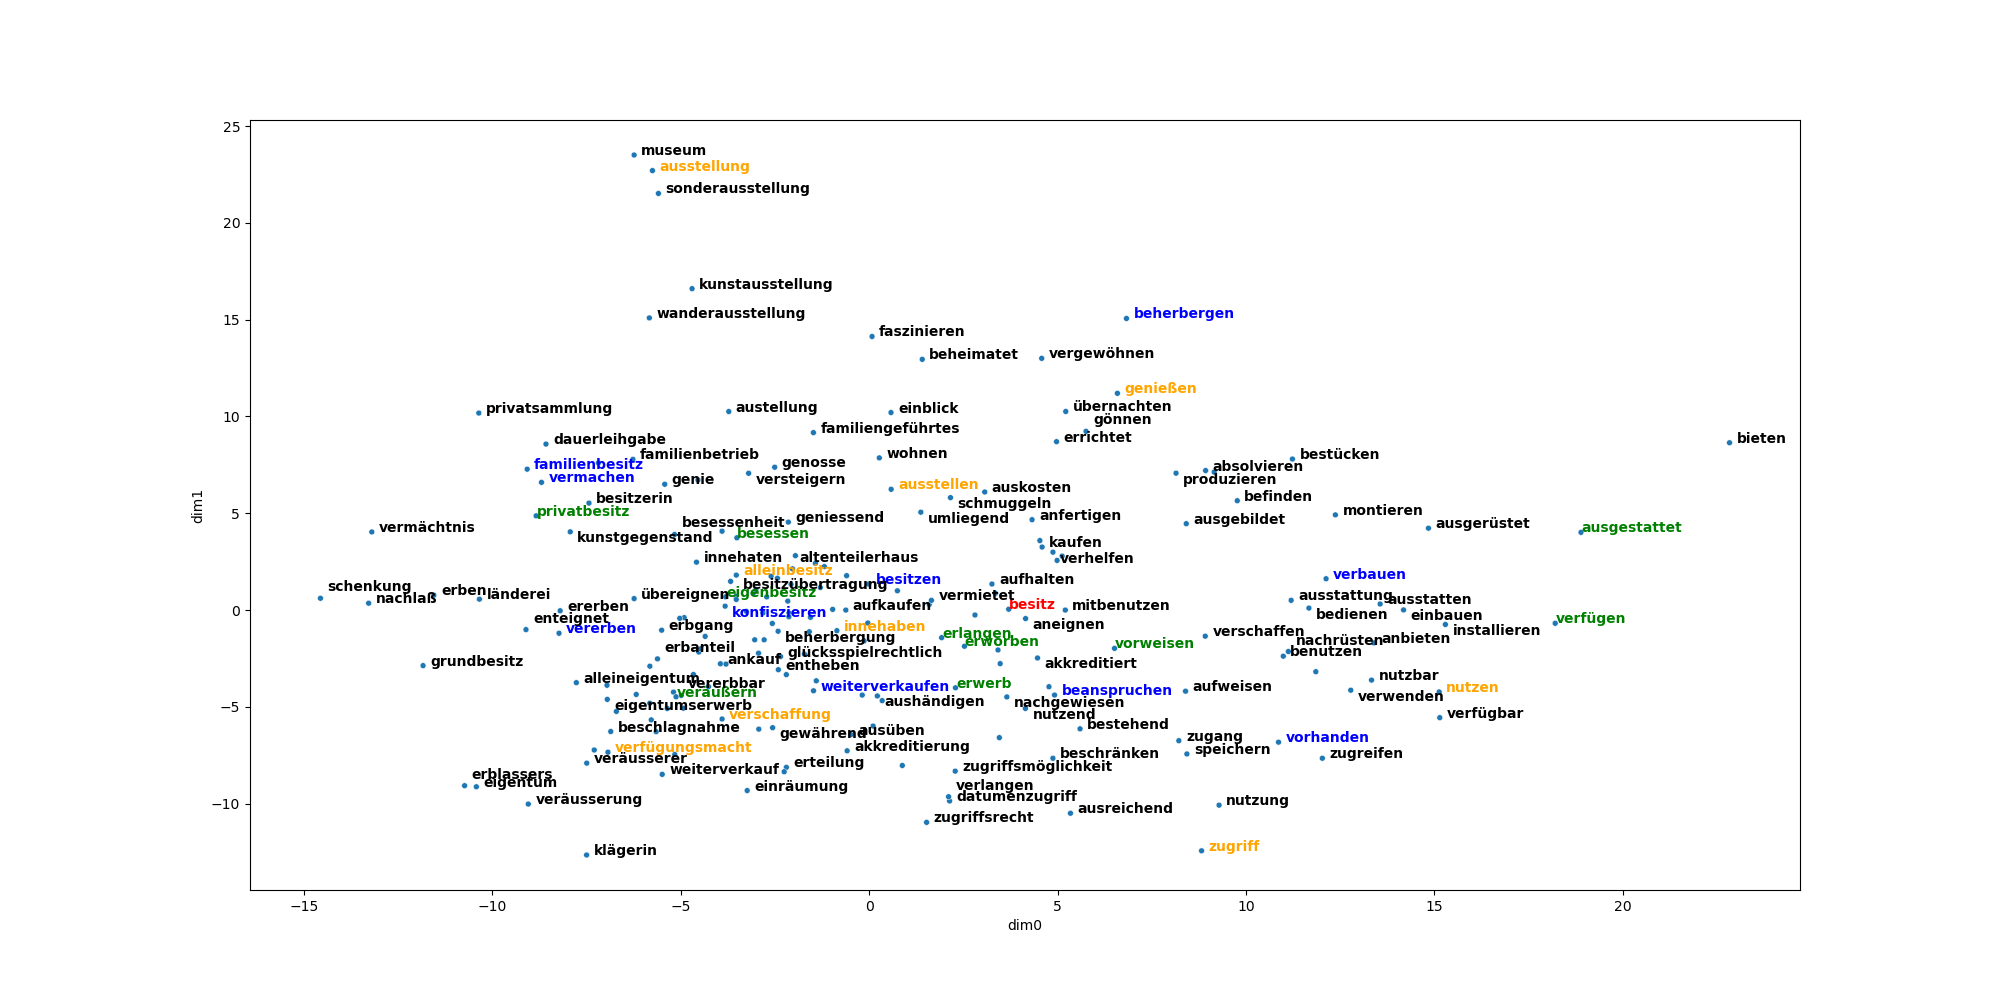 museum
ausstellung
sonderausstellung
kunstausstellung
wanderausstellung
beherbergen
faszinieren
beheimatet
vergewöhnen
genießen
privatsammlung
austellung
einblick
übernachten
gönnen
familiengeführtes
errichtet
bieten
dauerleihgabe
familienbetrieb
wohnen
bestücken
familienbesitz
genosse
absolvieren
vermachen
genie
versteigern
produzieren
ausstellen
auskosten
besitzerin
schmuggeln
befinden
privatbesitz
besessenheit
geniessend
umliegend
anfertigen
ausgebildet
montieren
ausgerüstet
ausgestattet
vermächtnis
kunstgegenstand
besessen
kaufen
innehaten
altenteilerhaus
verhelfen
alleinbesitz
besitzen
aufhalten
verbauen
schenkung
nachlaß
erben
länderei
übereignen
besitzübertragung
eigenbesitz
vermietet
ausstattung
ausstatten
ererben
konfiszieren
aufkaufen
besitz
mitbenutzen
bedienen
einbauen
enteignet
vererben
erbgang
innehaben
aneignen
verfügen
beherbergung
erlangen
erworben
vorweisen
verschaffen
nachrüsten
anbieten
installieren
erbanteil
glücksspielrechtlich
benutzen
grundbesitz
ankauf
entheben
akkreditiert
alleineigentum
vererbbar
veräußern
weiterverkaufen
erwerb
beanspruchen
aufweisen
nutzbar
nutzen
verwenden
eigentumserwerb
aushändigen
nachgewiesen
nutzend
verschaffung
verfügbar
beschlagnahme
gewährend
ausüben
bestehend
verfügungsmacht
akkreditierung
zugang
vorhanden
veräusserer
beschränken
speichern
zugreifen
weiterverkauf
erteilung
zugriffsmöglichkeit
erblassers
eigentum
einräumung
verlangen
datumenzugriff
veräusserung
zugriffsrecht
ausreichend
nutzung
klägerin
zugriff
25
20
15
10
5
0
−5
−10
dim1
−15
−10
−5
0
5
10
15
20
dim0